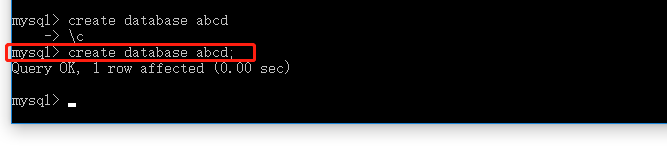 mysql> create database abcd
    -> \c
mysql> create database abcd;
Query OK, 1 row affected (0.00 sec)
mysql>